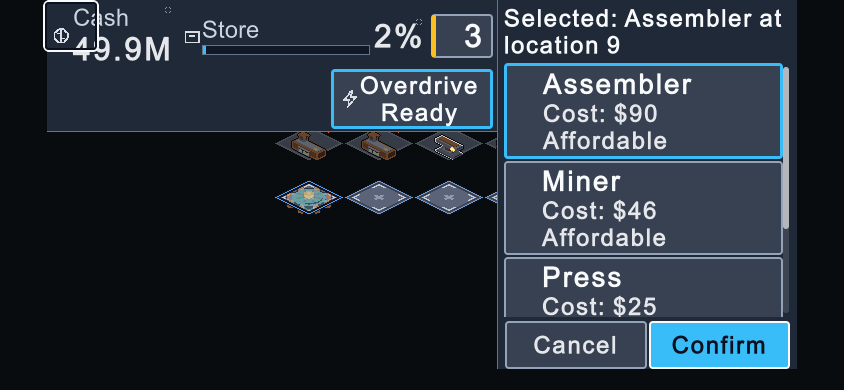 Cash
49.9M
Store
2%
3
Overdrive
Ready
Selected: Assembler at
location 9
Assembler
Cost: $90
Affordable
Miner
Cost: $46
Affordable
Press
Cost: $25
Cancel
Confirm